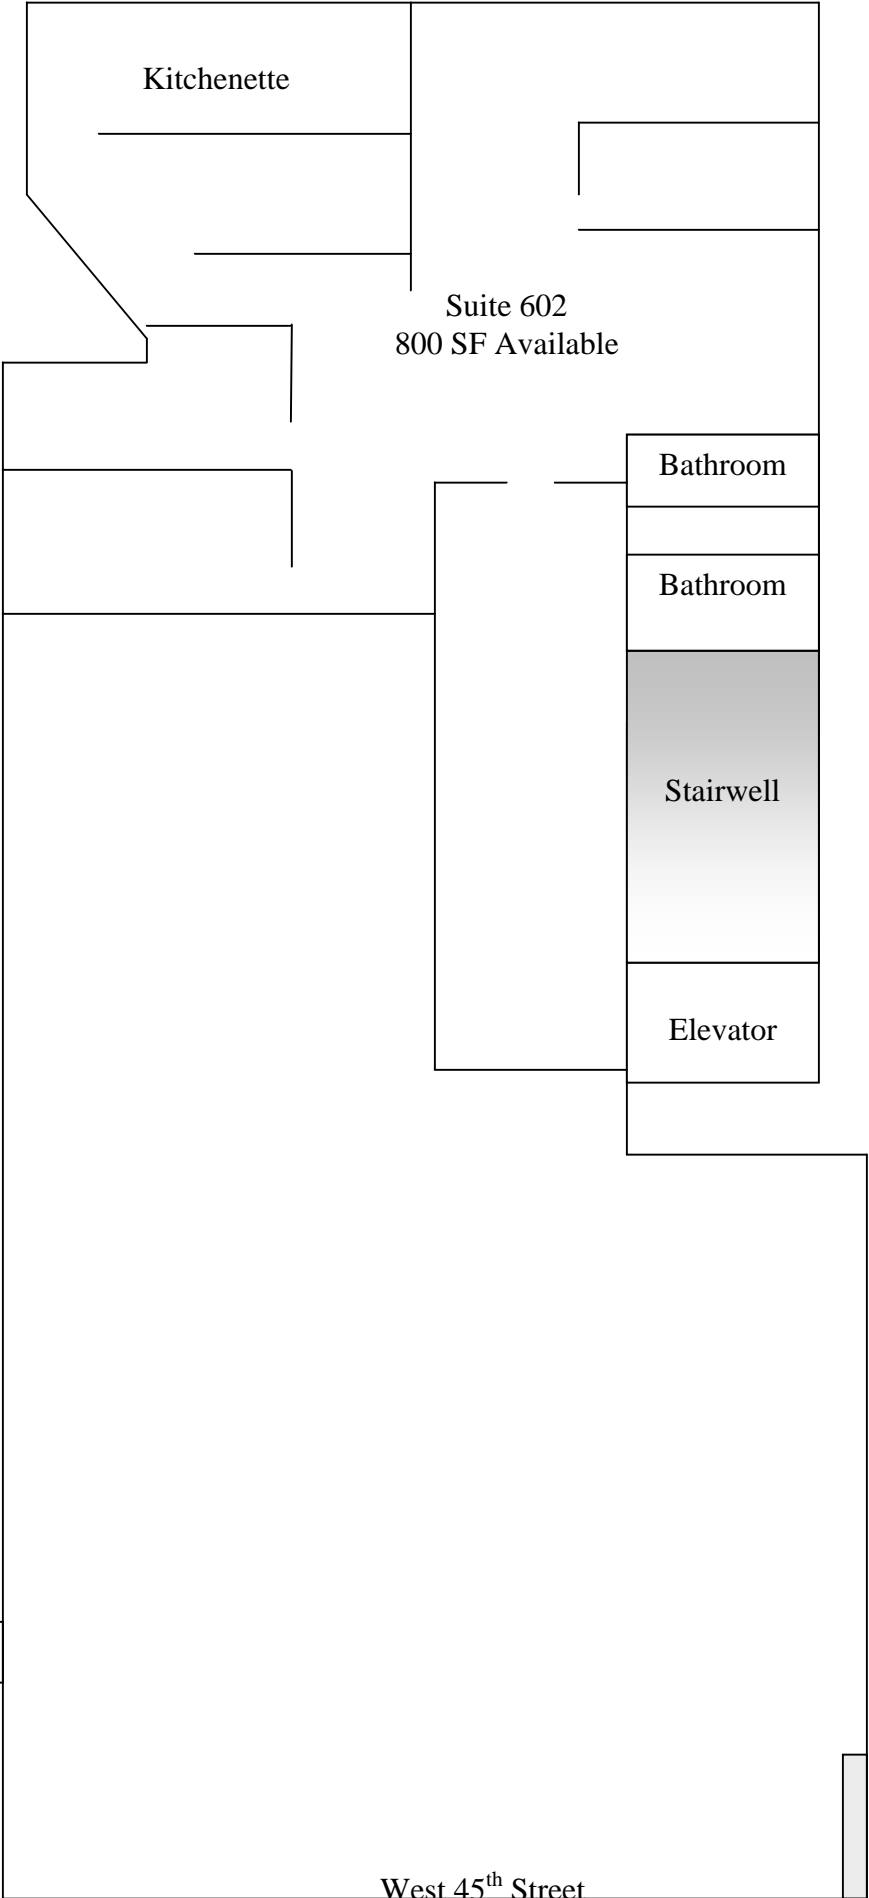 Kitchenette
Suite 602
800 SF Available
Bathroom
Bathroom
Stairwell
Elevator
West 45th Street